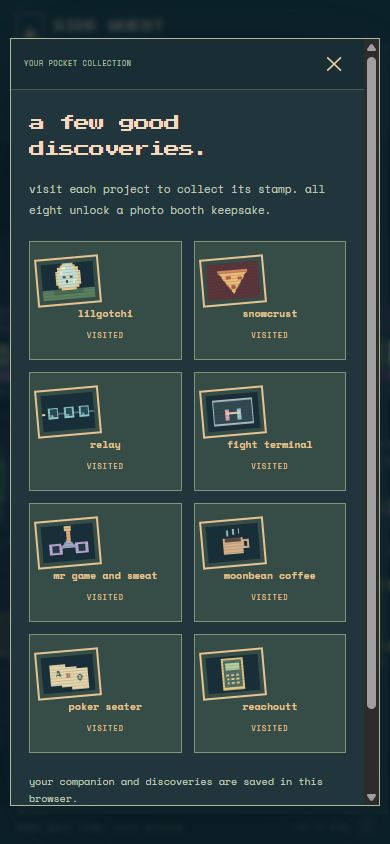 SIDE QUEST
YOUR POCKET COLLECTION
a few good
discoveries.
visit each project to collect its stamp. all
eight unlock a photo booth keepsake.
lilgotchi
VISITED
snowcrust
VISITED
relay
VISITED
fight terminal
VISITED
mr game and sweat
VISITED
moonbean coffee
VISITED
poker seater
VISITED
reachoutt
VISITED
your companion and discoveries are saved in this
browser.